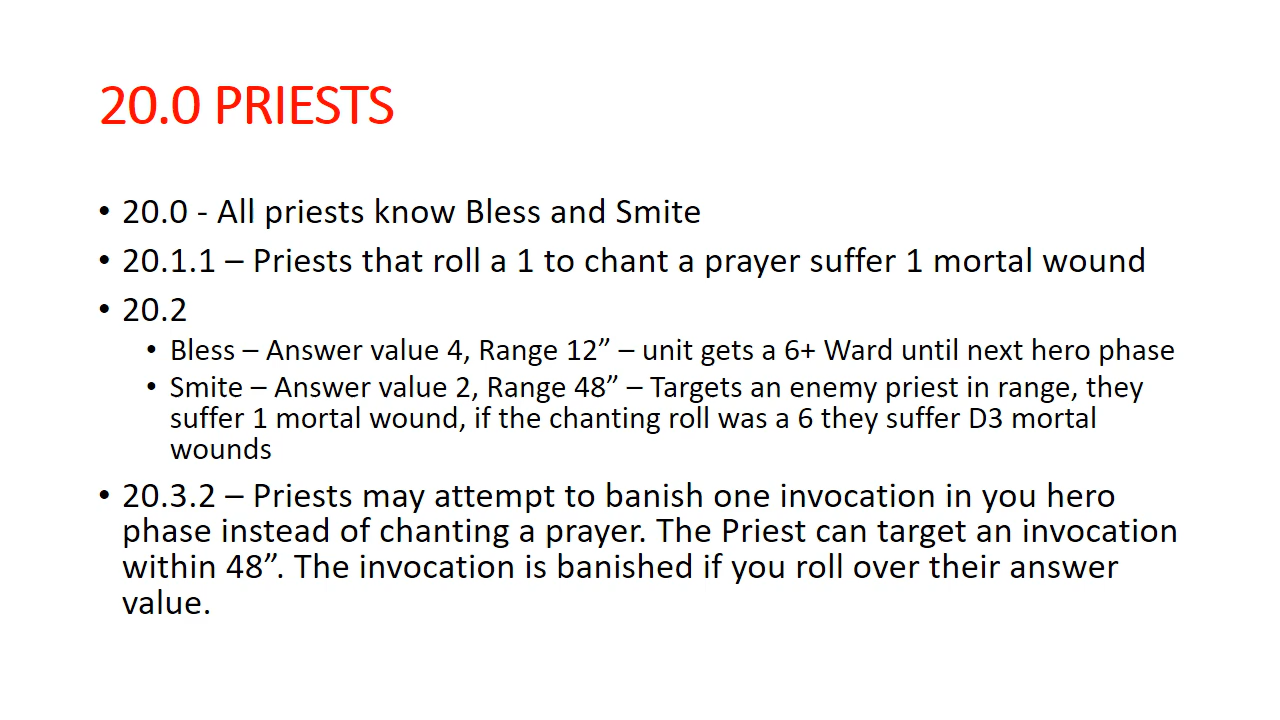 20.0 PRIESTS
• 20.0 - All priests know Bless and Smite
• 20.1.1 – Priests that roll a 1 to chant a prayer suffer 1 mortal wound
• 20.2
• Bless – Answer value 4, Range 12” – unit gets a 6+ Ward until next hero phase
• Smite – Answer value 2, Range 48” – Targets an enemy priest in range, they
suffer 1 mortal wound, if the chanting roll was a 6 they suffer D3 mortal
wounds
• 20.3.2 – Priests may attempt to banish one invocation in you hero
phase instead of chanting a prayer. The Priest can target an invocation
within 48”. The invocation is banished if you roll over their answer
value.